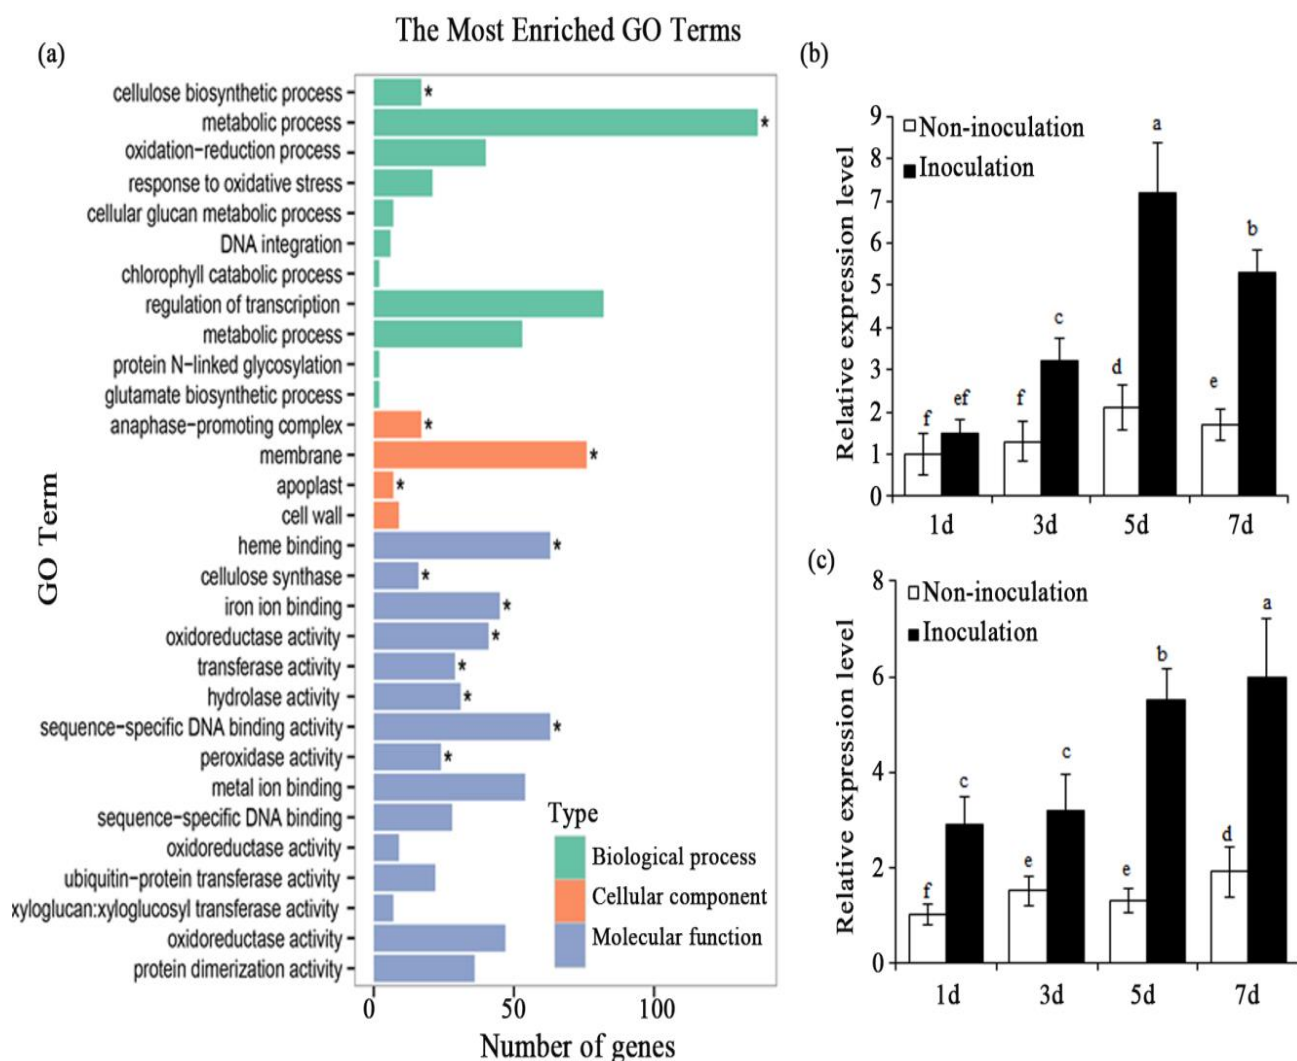 The Most Enriched GO Terms
(a)
GO Term
cellulose biosynthetic process
*
metabolic process
*
oxidation-reduction process
response to oxidative stress
cellular glucan metabolic process
DNA integration
chlorophyll catabolic process
regulation of transcription
metabolic process
protein N-linked glycosylation
glutamate biosynthetic process
anaphase-promoting complex
*
membrane
*
apoplast
*
cell wall
heme binding
*
cellulose synthase
*
iron ion binding
*
oxidoreductase activity
*
transferase activity
*
hydrolase activity
*
sequence-specific DNA binding activity
*
peroxidase activity
*
metal ion binding
sequence-specific DNA binding
oxidoreductase activity
ubiquitin-protein transferase activity
xyloglucan:xyloglucosyl transferase activity
oxidoreductase activity
protein dimerization activity
Type
Biological process
Cellular component
Molecular function
0 50 100
Number of genes
(b)
Relative expression level
9
8
7
6
5
4
3
2
1
0
Non-inoculation
Inoculation
f ef f c d a e b
1d 3d 5d 7d
(c)
Relative expression level
8
6
4
2
0
Non-inoculation
Inoculation
f c e c e b d a
1d 3d 5d 7d